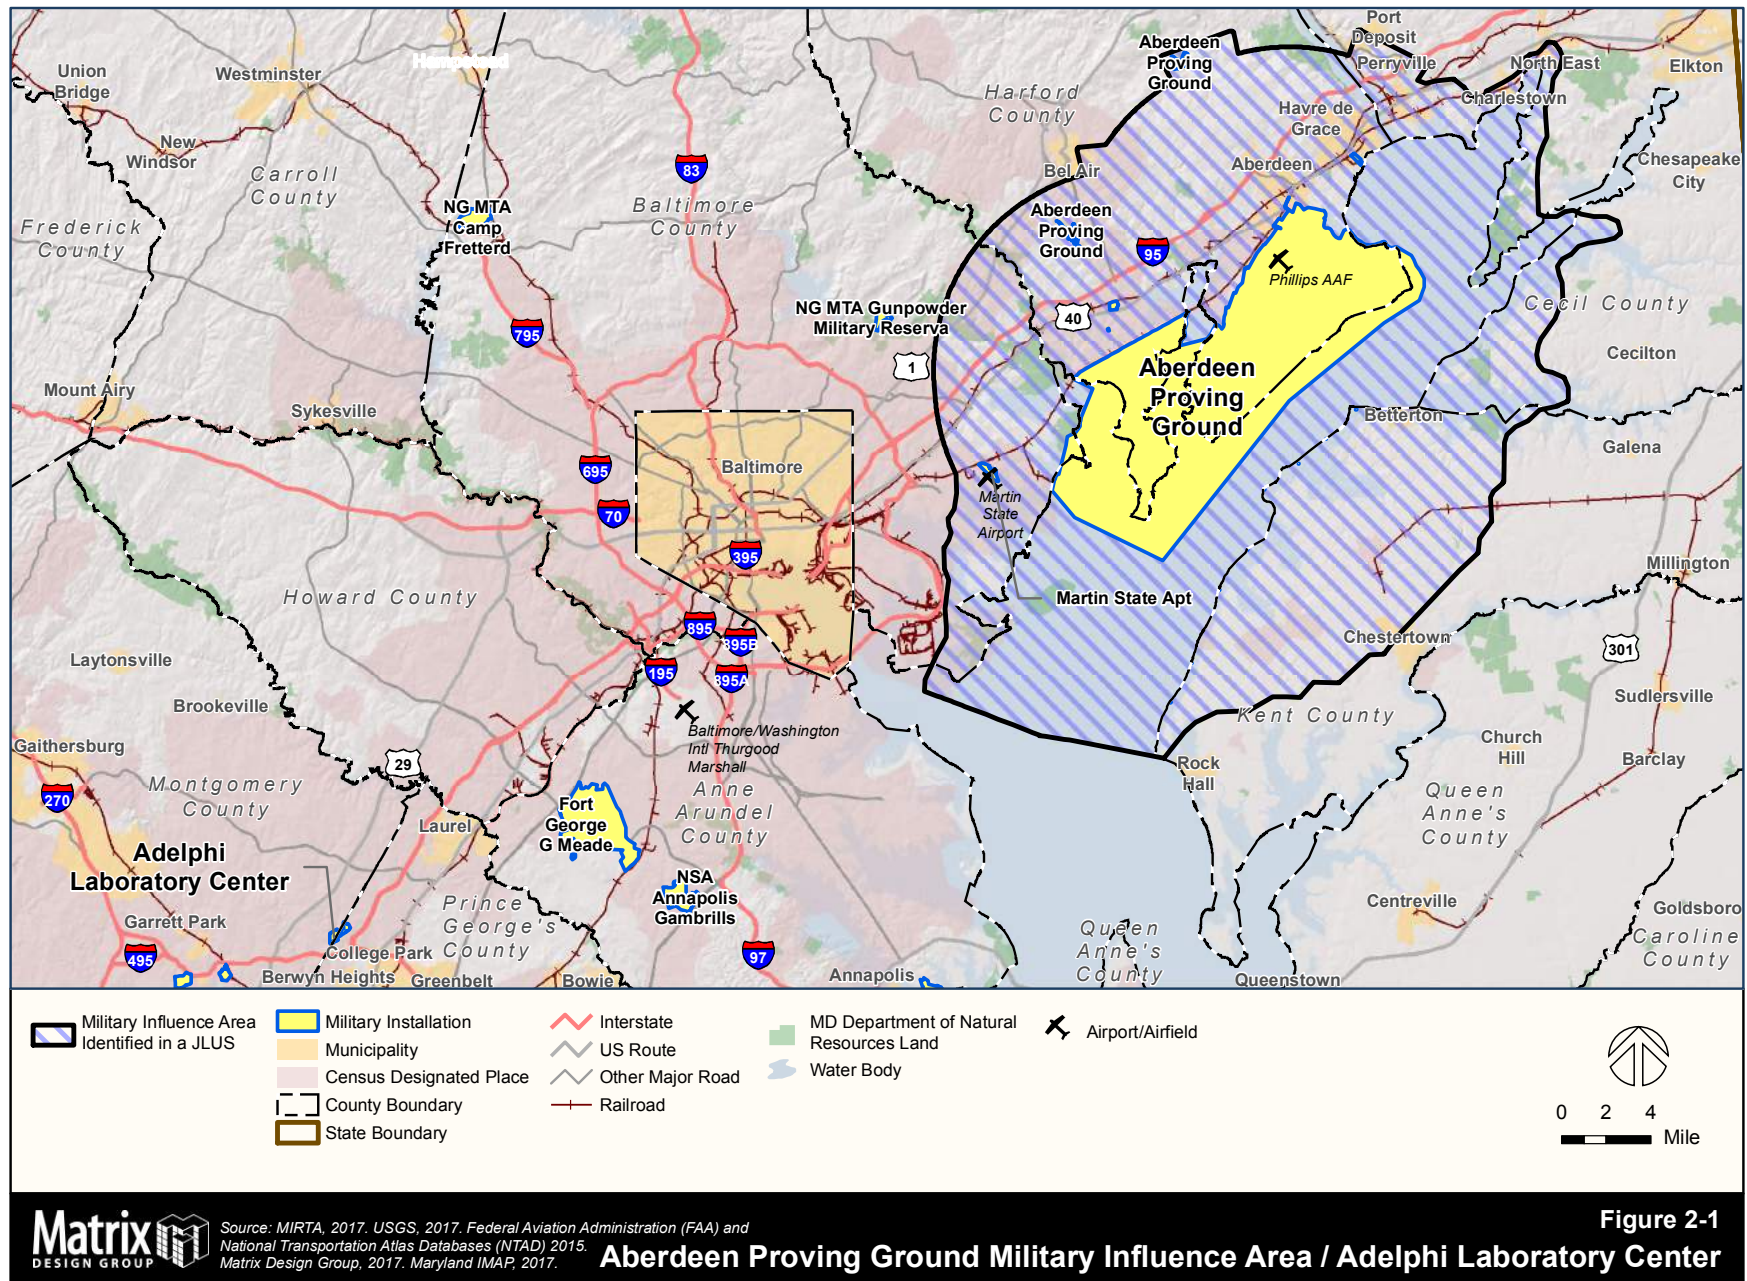 Aberdeen
Proving
Ground
Port
Deposit
Perryville
North East
Elkton
Hampstead
Union
Bridge
Westminster
Harford
County
Havre de
Grace
Charlestown
New
Windsor
Carroll
County
83
Bel Air
Aberdeen
Chesapeake
City
NG MTA
Camp
Fretterd
Baltimore
County
Aberdeen
Proving
Ground
95
Frederick
County
Phillips AAF
Cecil County
NG MTA Gunpowder
Military Reserva
40
795
1
Cecilton
Aberdeen
Proving
Ground
Mount Airy
Sykesville
Betterton
Galena
Baltimore
695
70
Martin
State
Airport
395
Millington
Howard County
Martin State Apt
895
895B
Chestertown
301
Laytonsville
195
895A
Sudlersville
Brookeville
Kent County
Baltimore/Washington
Intl Thurgood
Marshall
Gaithersburg
29
Church
Hill
Barclay
Rock
Hall
270
Montgomery
County
Anne
Arundel
County
Queen
Anne's
County
Fort
George
G Meade
Laurel
Adelphi
Laboratory Center
NSA
Annapolis
Gambrills
Prince
George's
County
Centreville
Goldsboro
Garrett Park
Queen
Anne's
County
Caroline
County
495
College Park
97
Berwyn Heights
Greenbelt
Bowie
Annapolis
Queenstown
Military Influence Area
Identified in a JLUS
Military Installation
Municipality
Census Designated Place
County Boundary
State Boundary
Interstate
US Route
Other Major Road
Railroad
MD Department of Natural
Resources Land
Water Body
Airport/Airfield
0 2 4
Mile
Matrix
DESIGN GROUP
Source: MIRTA, 2017. USGS, 2017. Federal Aviation Administration (FAA) and
National Transportation Atlas Databases (NTAD) 2015.
Matrix Design Group, 2017. Maryland IMAP, 2017.
Figure 2-1
Aberdeen Proving Ground Military Influence Area / Adelphi Laboratory Center